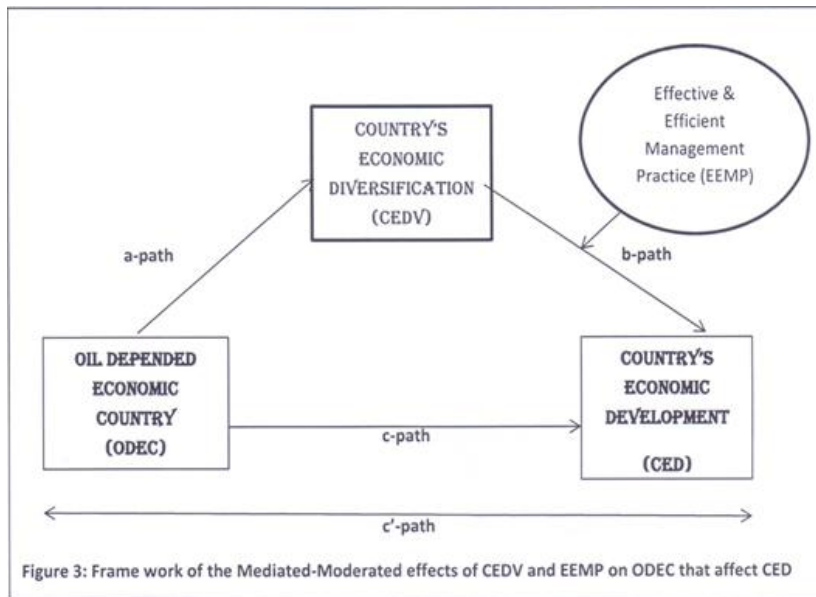 Effective &
Efficient
Management
Practice (EEMP)
COUNTRY'S
ECONOMIC
DIVERSIFICATION
(CEDV)
a-path
b-path
OIL DEPENDED
ECONOMIC
COUNTRY
(ODEC)
COUNTRY'S
ECONOMIC
DEVELOPMENT
(CED)
c-path
c'-path
Figure 3: Frame work of the Mediated-Moderated effects of CEDV and EEMP on ODEC that affect CED